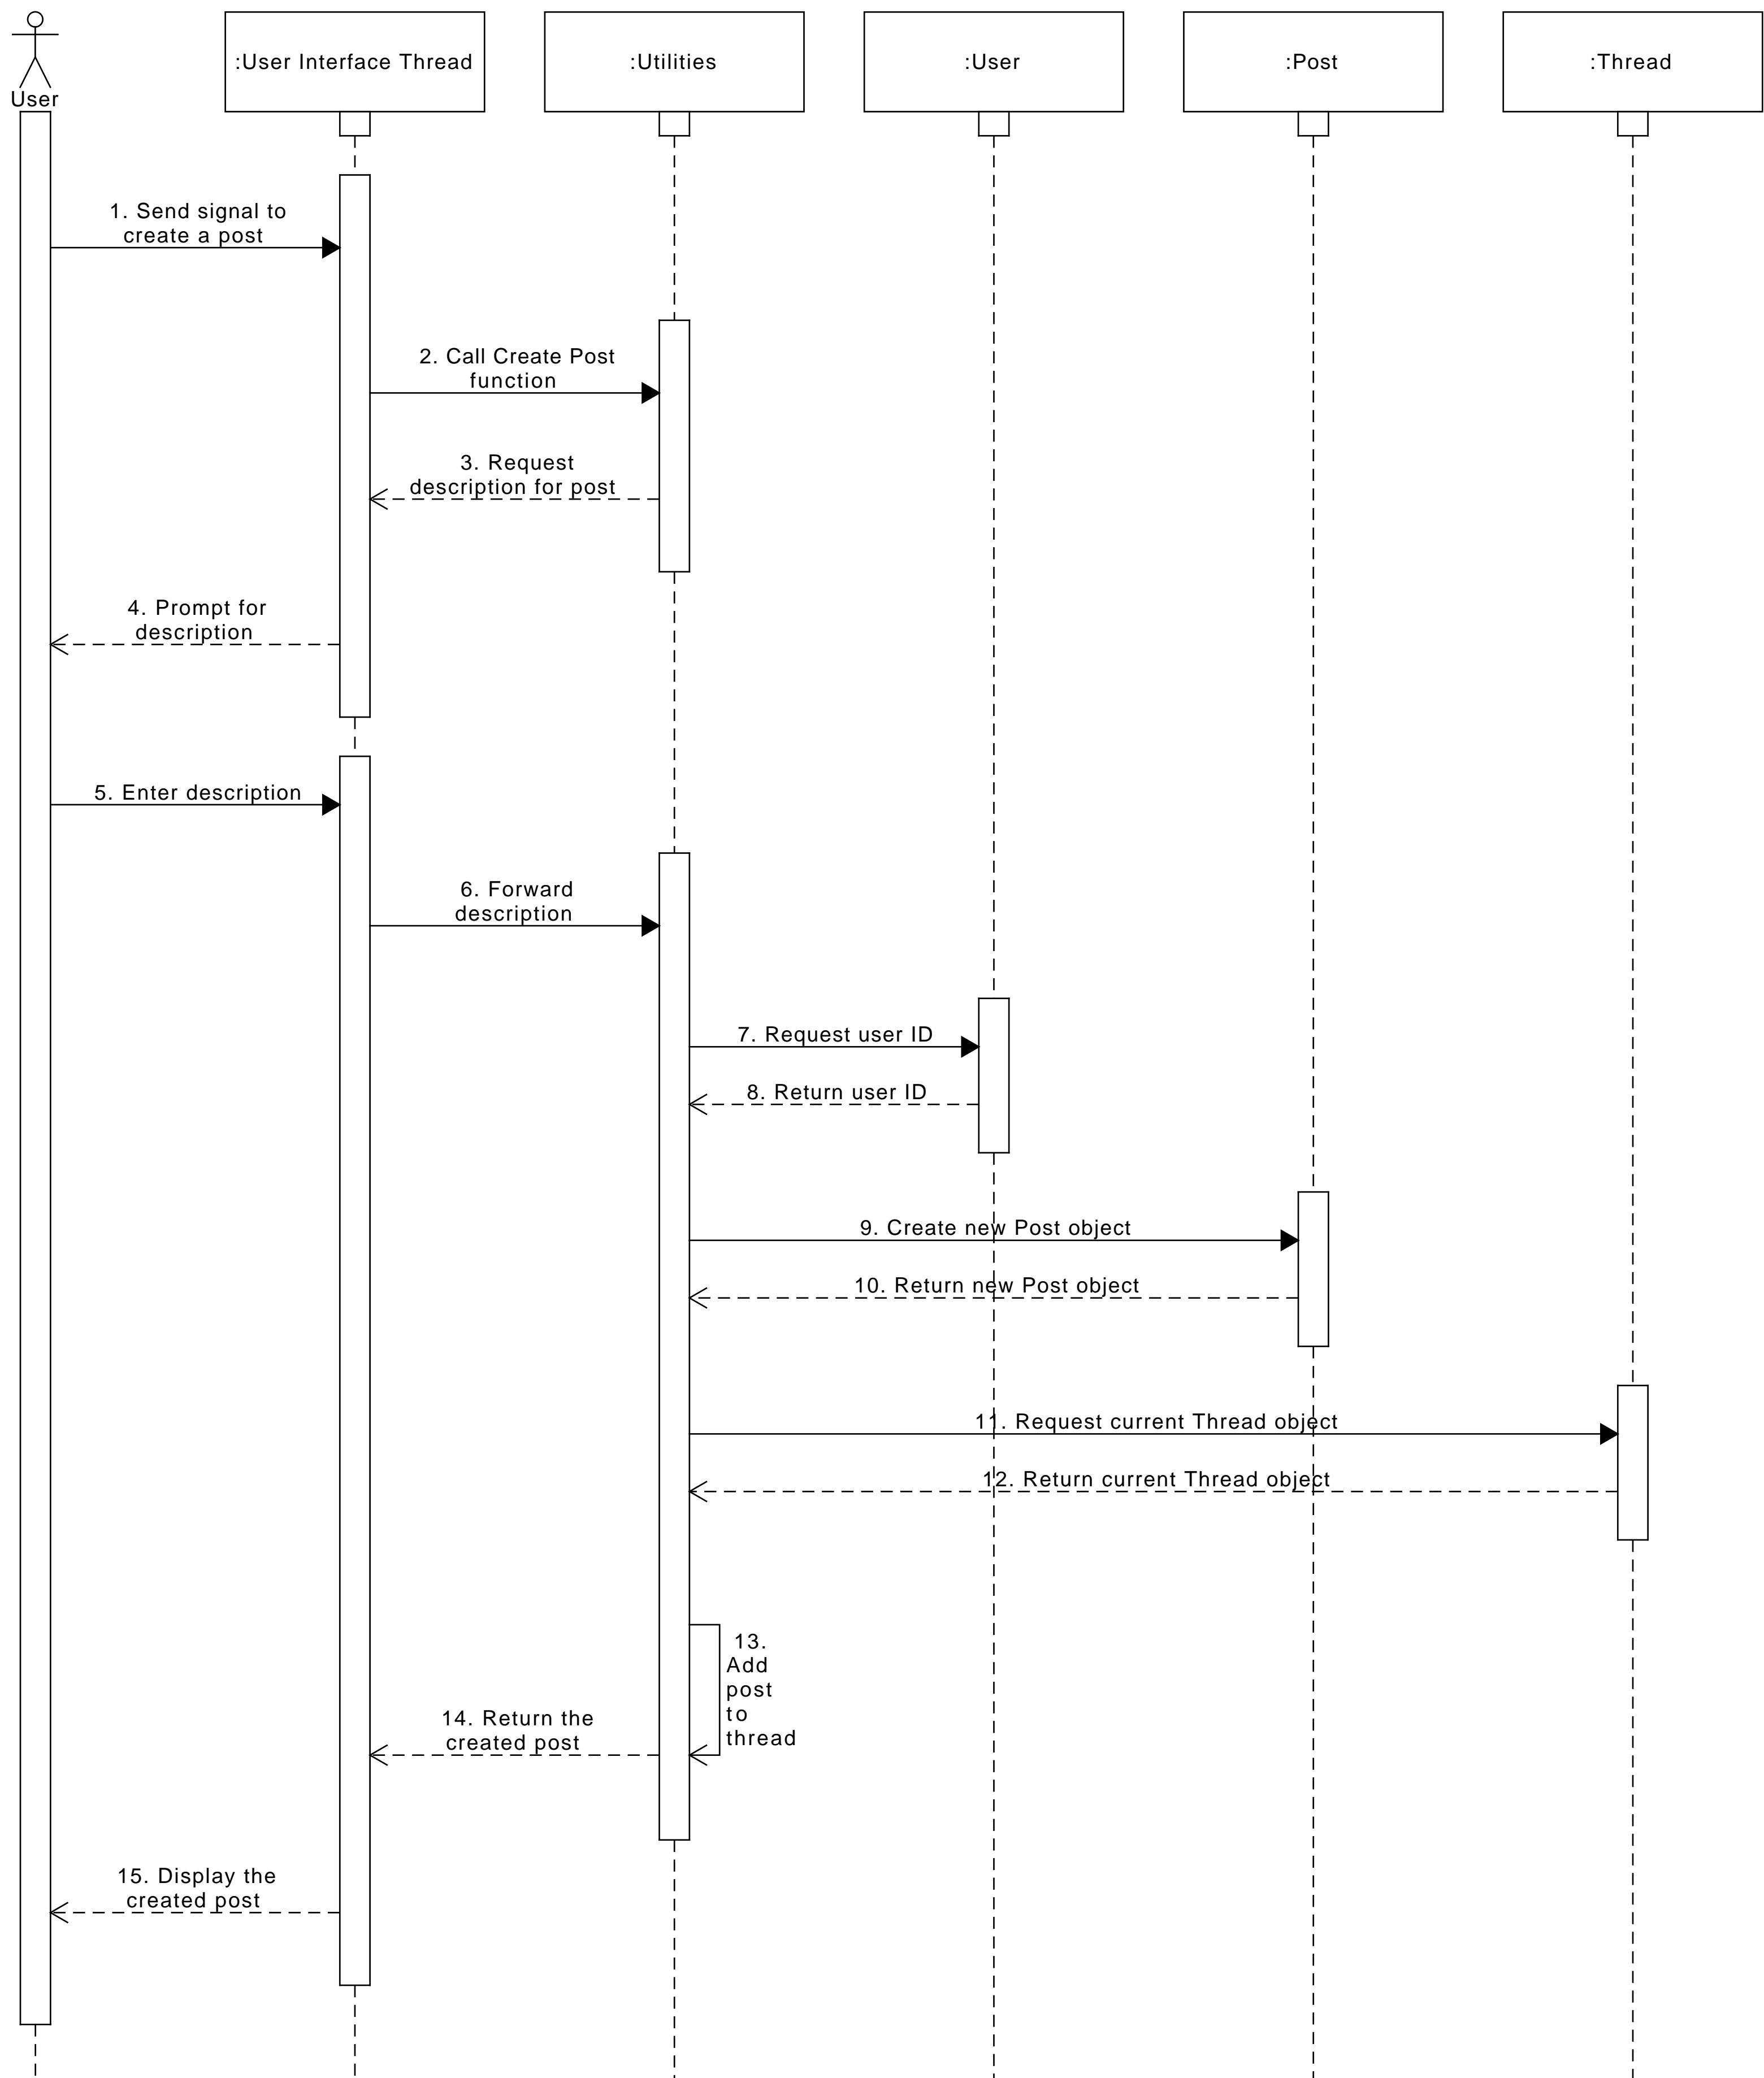 User
:User Interface Thread
:Utilities
:User
:Post
:Thread
1. Send signal to
create a post
2. Call Create Post
function
3. Request
description for post
4. Prompt for
description
5. Enter description
6. Forward
description
7. Request user ID
8. Return user ID
9. Create new Post object
10. Return new Post object
11. Request current Thread object
12. Return current Thread object
13.
Add
post
to
thread
14. Return the
created post
15. Display the
created post